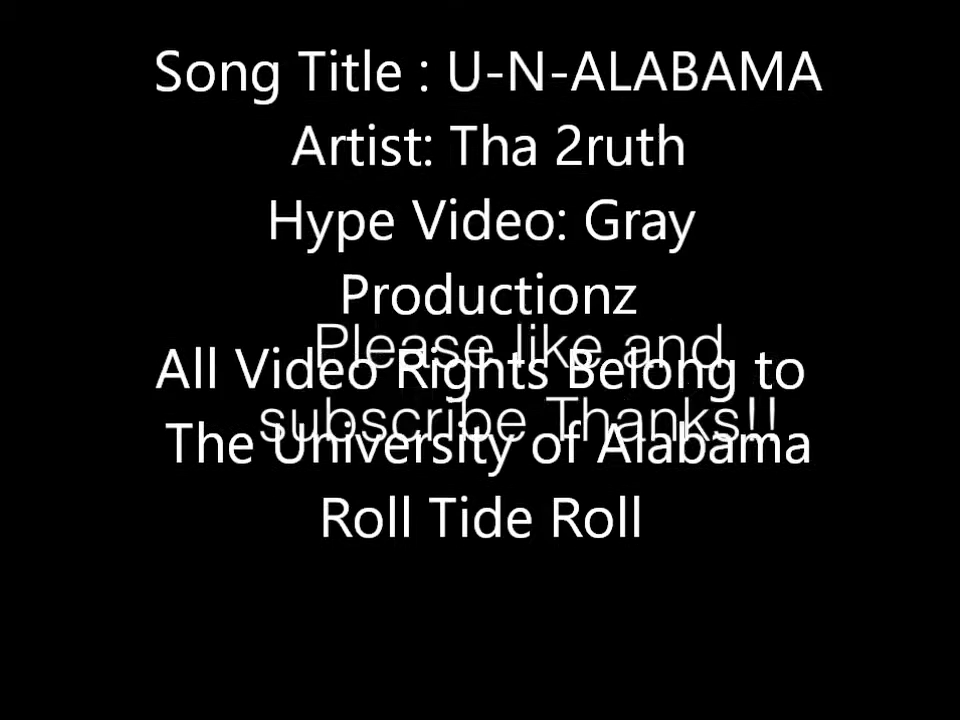 Song Title : U-N-ALABAMA
Artist: Tha 2ruth
Hype Video: Gray
Productionz
Please like and
All Video Rights Belong to
subscribe Thanks!!
The University of Alabama
Roll Tide Roll